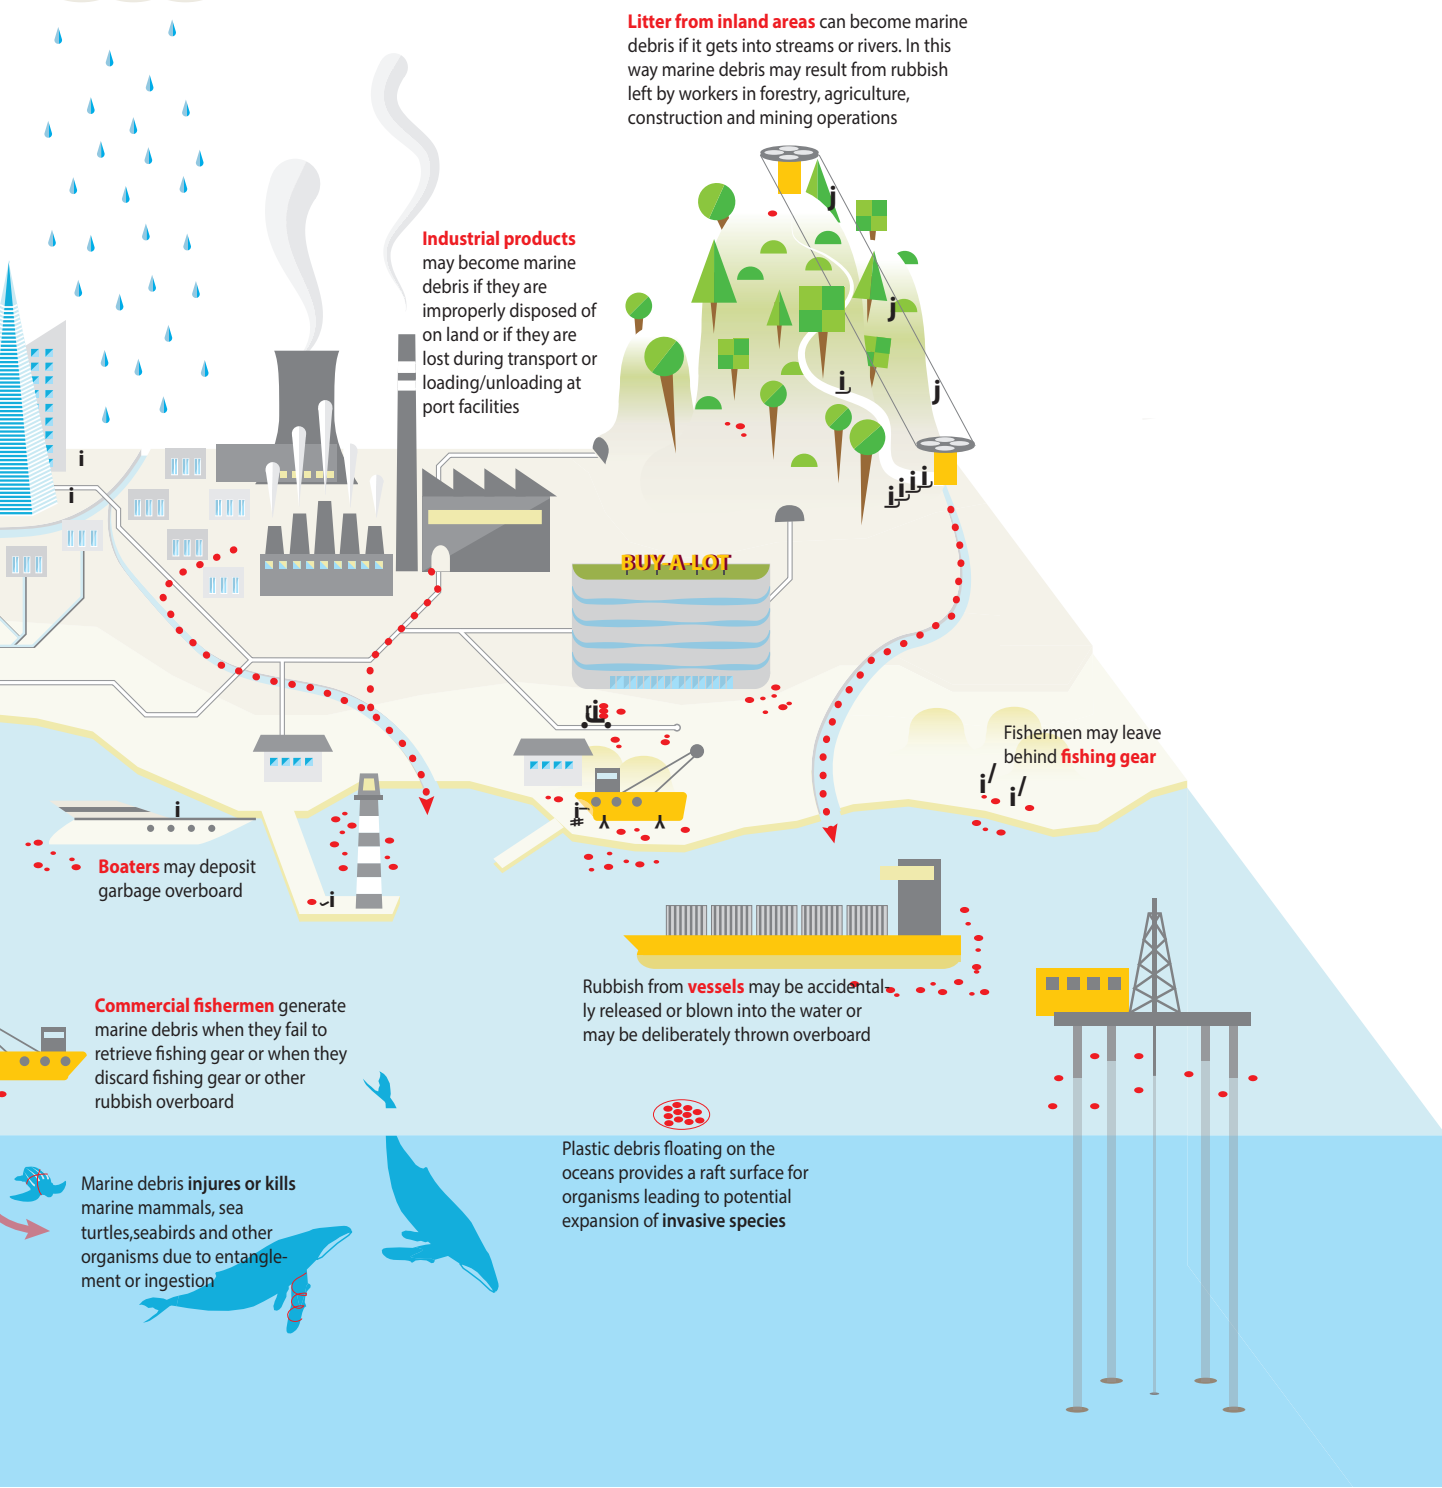 Litter from inland areas can become marine
debris if it gets into streams or rivers. In this
way marine debris may result from rubbish
left by workers in forestry, agriculture,
construction and mining operations
Industrial products
may become marine
debris if they are
improperly disposed of
on land or if they are
lost during transport or
loading/unloading at
port facilities
BUY-A-LOT
Fishermen may leave
behind fishing gear
Boaters may deposit
garbage overboard
Rubbish from vessels may be accidental-
ly released or blown into the water or
may be deliberately thrown overboard
Commercial fishermen generate
marine debris when they fail to
retrieve fishing gear or when they
discard fishing gear or other
rubbish overboard
Plastic debris floating on the
oceans provides a raft surface for
organisms leading to potential
expansion of invasive species
Marine debris injures or kills
marine mammals, sea
turtles,seabirds and other
organisms due to entangle-
ment or ingestion